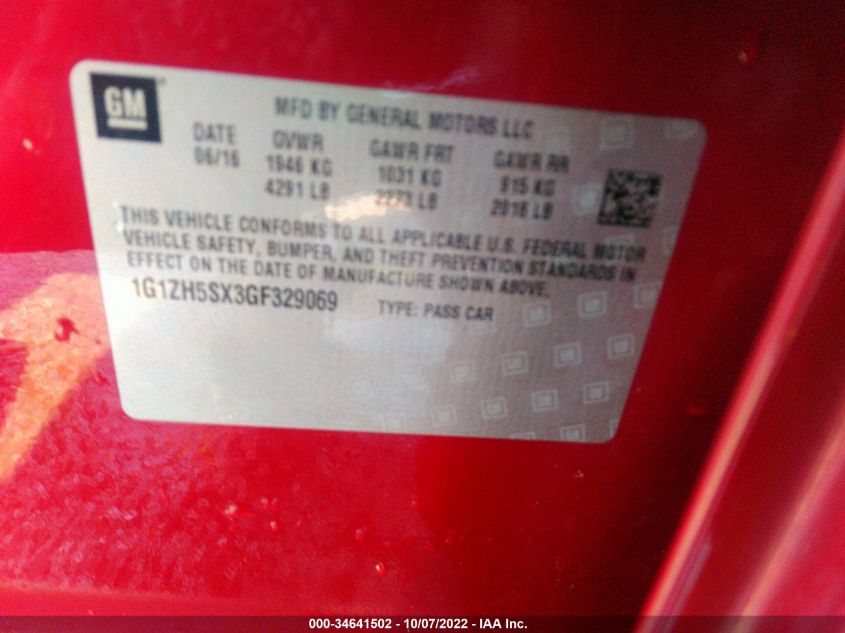 GM
MFD BY GENERAL MOTORS LLC
DATE GVWR GAWR FRT GAWR RR
06/16 1946 KG 1031 KG 915 KG
4291 LB 2273 LB 2018 LB
THIS VEHICLE CONFORMS TO ALL APPLICABLE U.S. FEDERAL MOTOR
VEHICLE SAFETY, BUMPER, AND THEFT PREVENTION STANDARDS IN
EFFECT ON THE DATE OF MANUFACTURE SHOWN ABOVE.
1G1ZH5SX3GF329069 TYPE: PASS CAR
000-34641502 - 10/07/2022 - IAA Inc.